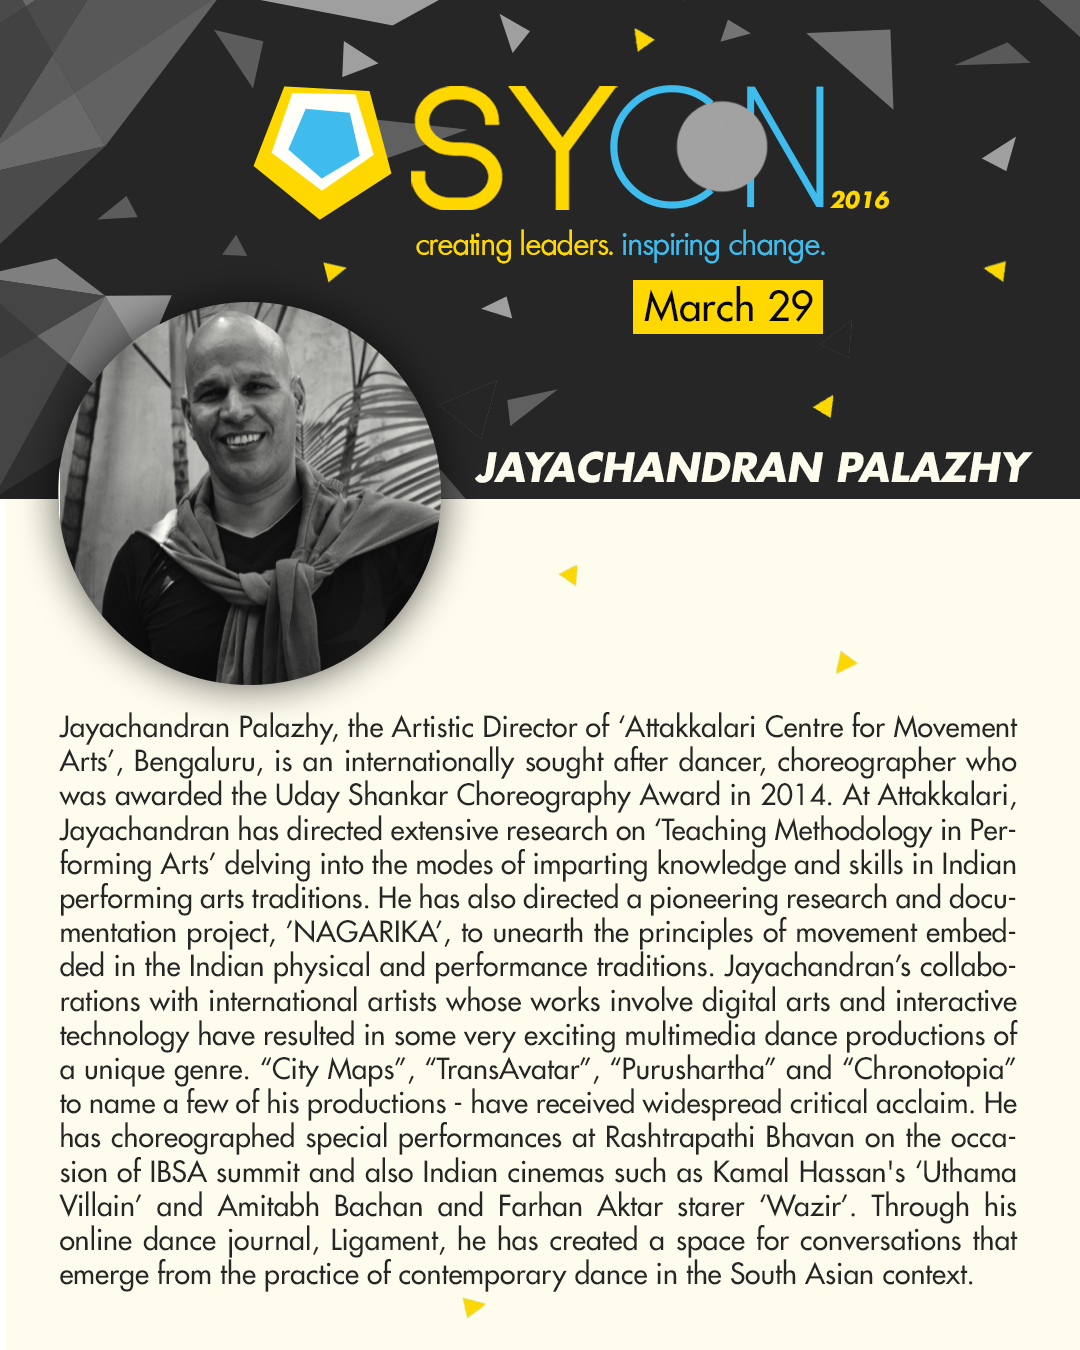 SYCON 2016
creating leaders. inspiring change.
March 29
JAYACHANDRAN PALAZHY
Jayachandran Palazhy, the Artistic Director of ‘Attakkalari Centre for Movement
Arts’, Bengaluru, is an internationally sought after dancer, choreographer who
was awarded the Uday Shankar Choreography Award in 2014. At Attakkalari,
Jayachandran has directed extensive research on ‘Teaching Methodology in Per-
forming Arts’ delving into the modes of imparting knowledge and skills in Indian
performing arts traditions. He has also directed a pioneering research and docu-
mentation project, ’NAGARIKA’, to unearth the principles of movement embed-
ded in the Indian physical and performance traditions. Jayachandran’s collabo-
rations with international artists whose works involve digital arts and interactive
technology have resulted in some very exciting multimedia dance productions of
a unique genre. “City Maps”, “TransAvatar”, “Purushartha” and “Chronotopia”
to name a few of his productions - have received widespread critical acclaim. He
has choreographed special performances at Rashtrapathi Bhavan on the occa-
sion of IBSA summit and also Indian cinemas such as Kamal Hassan's ‘Uthama
Villain’ and Amitabh Bachan and Farhan Aktar starer ‘Wazir’. Through his
online dance journal, Ligament, he has created a space for conversations that
emerge from the practice of contemporary dance in the South Asian context.